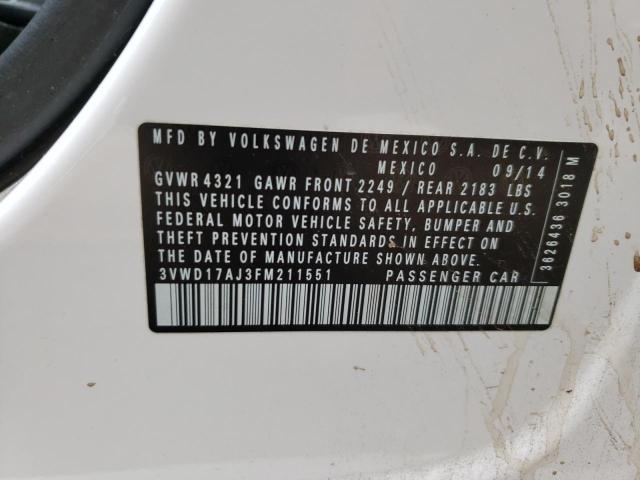 MFD BY VOLKSWAGEN DE MEXICO S.A. DE C.V.
MEXICO 09/14
GVWR 4321 GAWR FRONT 2249 / REAR 2183 LBS
THIS VEHICLE CONFORMS TO ALL APPLICABLE U.S.
FEDERAL MOTOR VEHICLE SAFETY, BUMPER AND
THEFT PREVENTION STANDARDS IN EFFECT ON
THE DATE OF MANUFACTURE SHOWN ABOVE.
3VWD17AJ3FM211551 PASSENGER CAR
3626436 3018 M